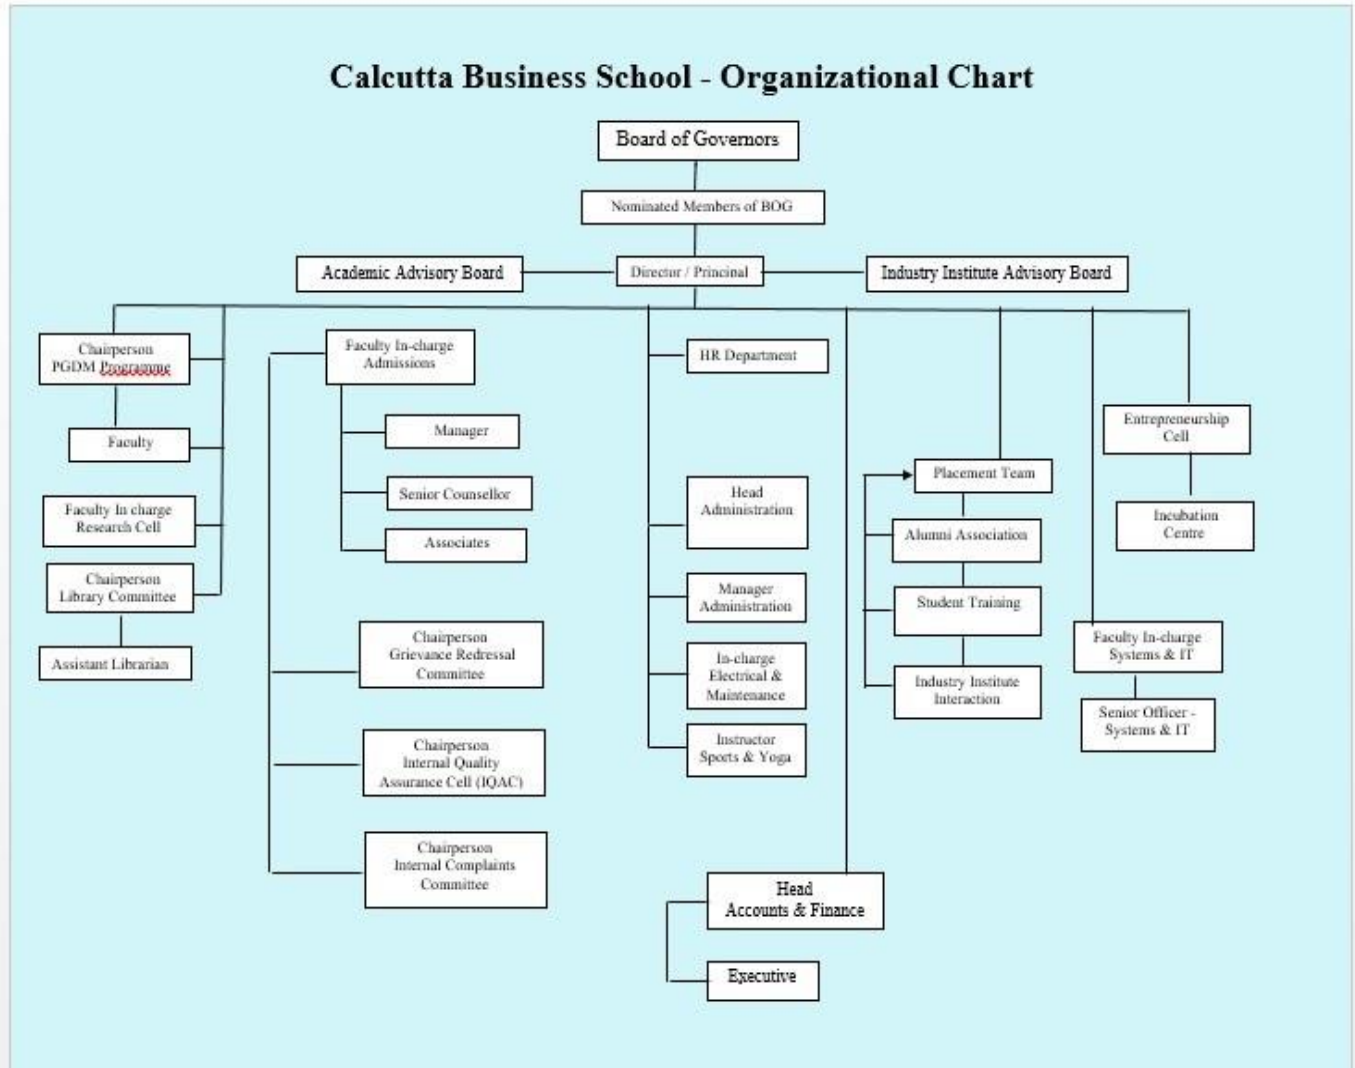 Calcutta Business School - Organizational Chart
Board of Governors
Nominated Members of BOG
Academic Advisory Board
Director / Principal
Industry Institute Advisory Board
Chairperson
PGDM Programme
Faculty
Faculty In charge
Research Cell
Chairperson
Library Committee
Assistant Librarian
Faculty In-charge
Admissions
Manager
Senior Counsellor
Associates
Chairperson
Grievance Redressal
Committee
Chairperson
Internal Quality
Assurance Cell (IQAC)
Chairperson
Internal Complaints
Committee
HR Department
Head
Administration
Manager
Administration
In-charge
Electrical &
Maintenance
Instructor
Sports & Yoga
Head
Accounts & Finance
Executive
Placement Team
Alumni Association
Student Training
Industry Institute
Interaction
Entrepreneurship
Cell
Incubation
Centre
Faculty In-charge
Systems & IT
Senior Officer -
Systems & IT